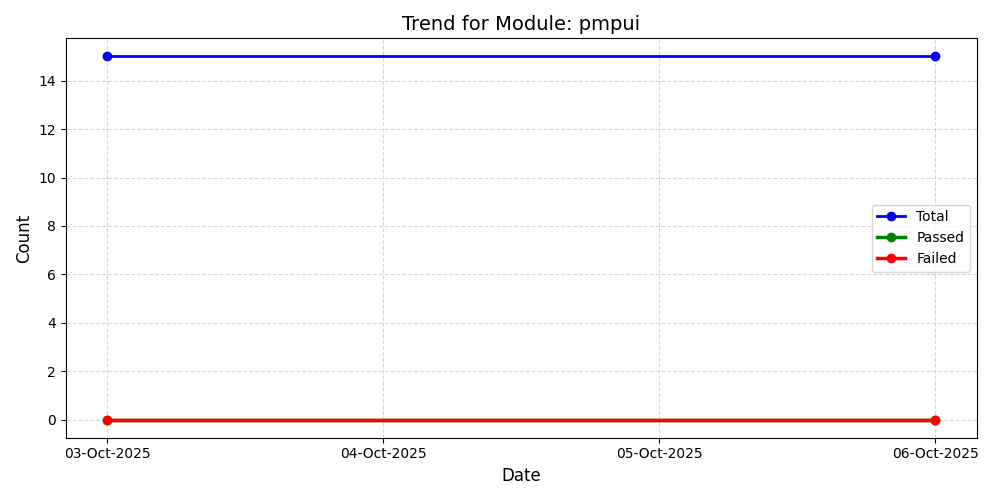 Trend for Module: pmpui
Count
14
12
10
8
6
4
2
0
Total
Passed
Failed
03-Oct-2025
04-Oct-2025
05-Oct-2025
06-Oct-2025
Date